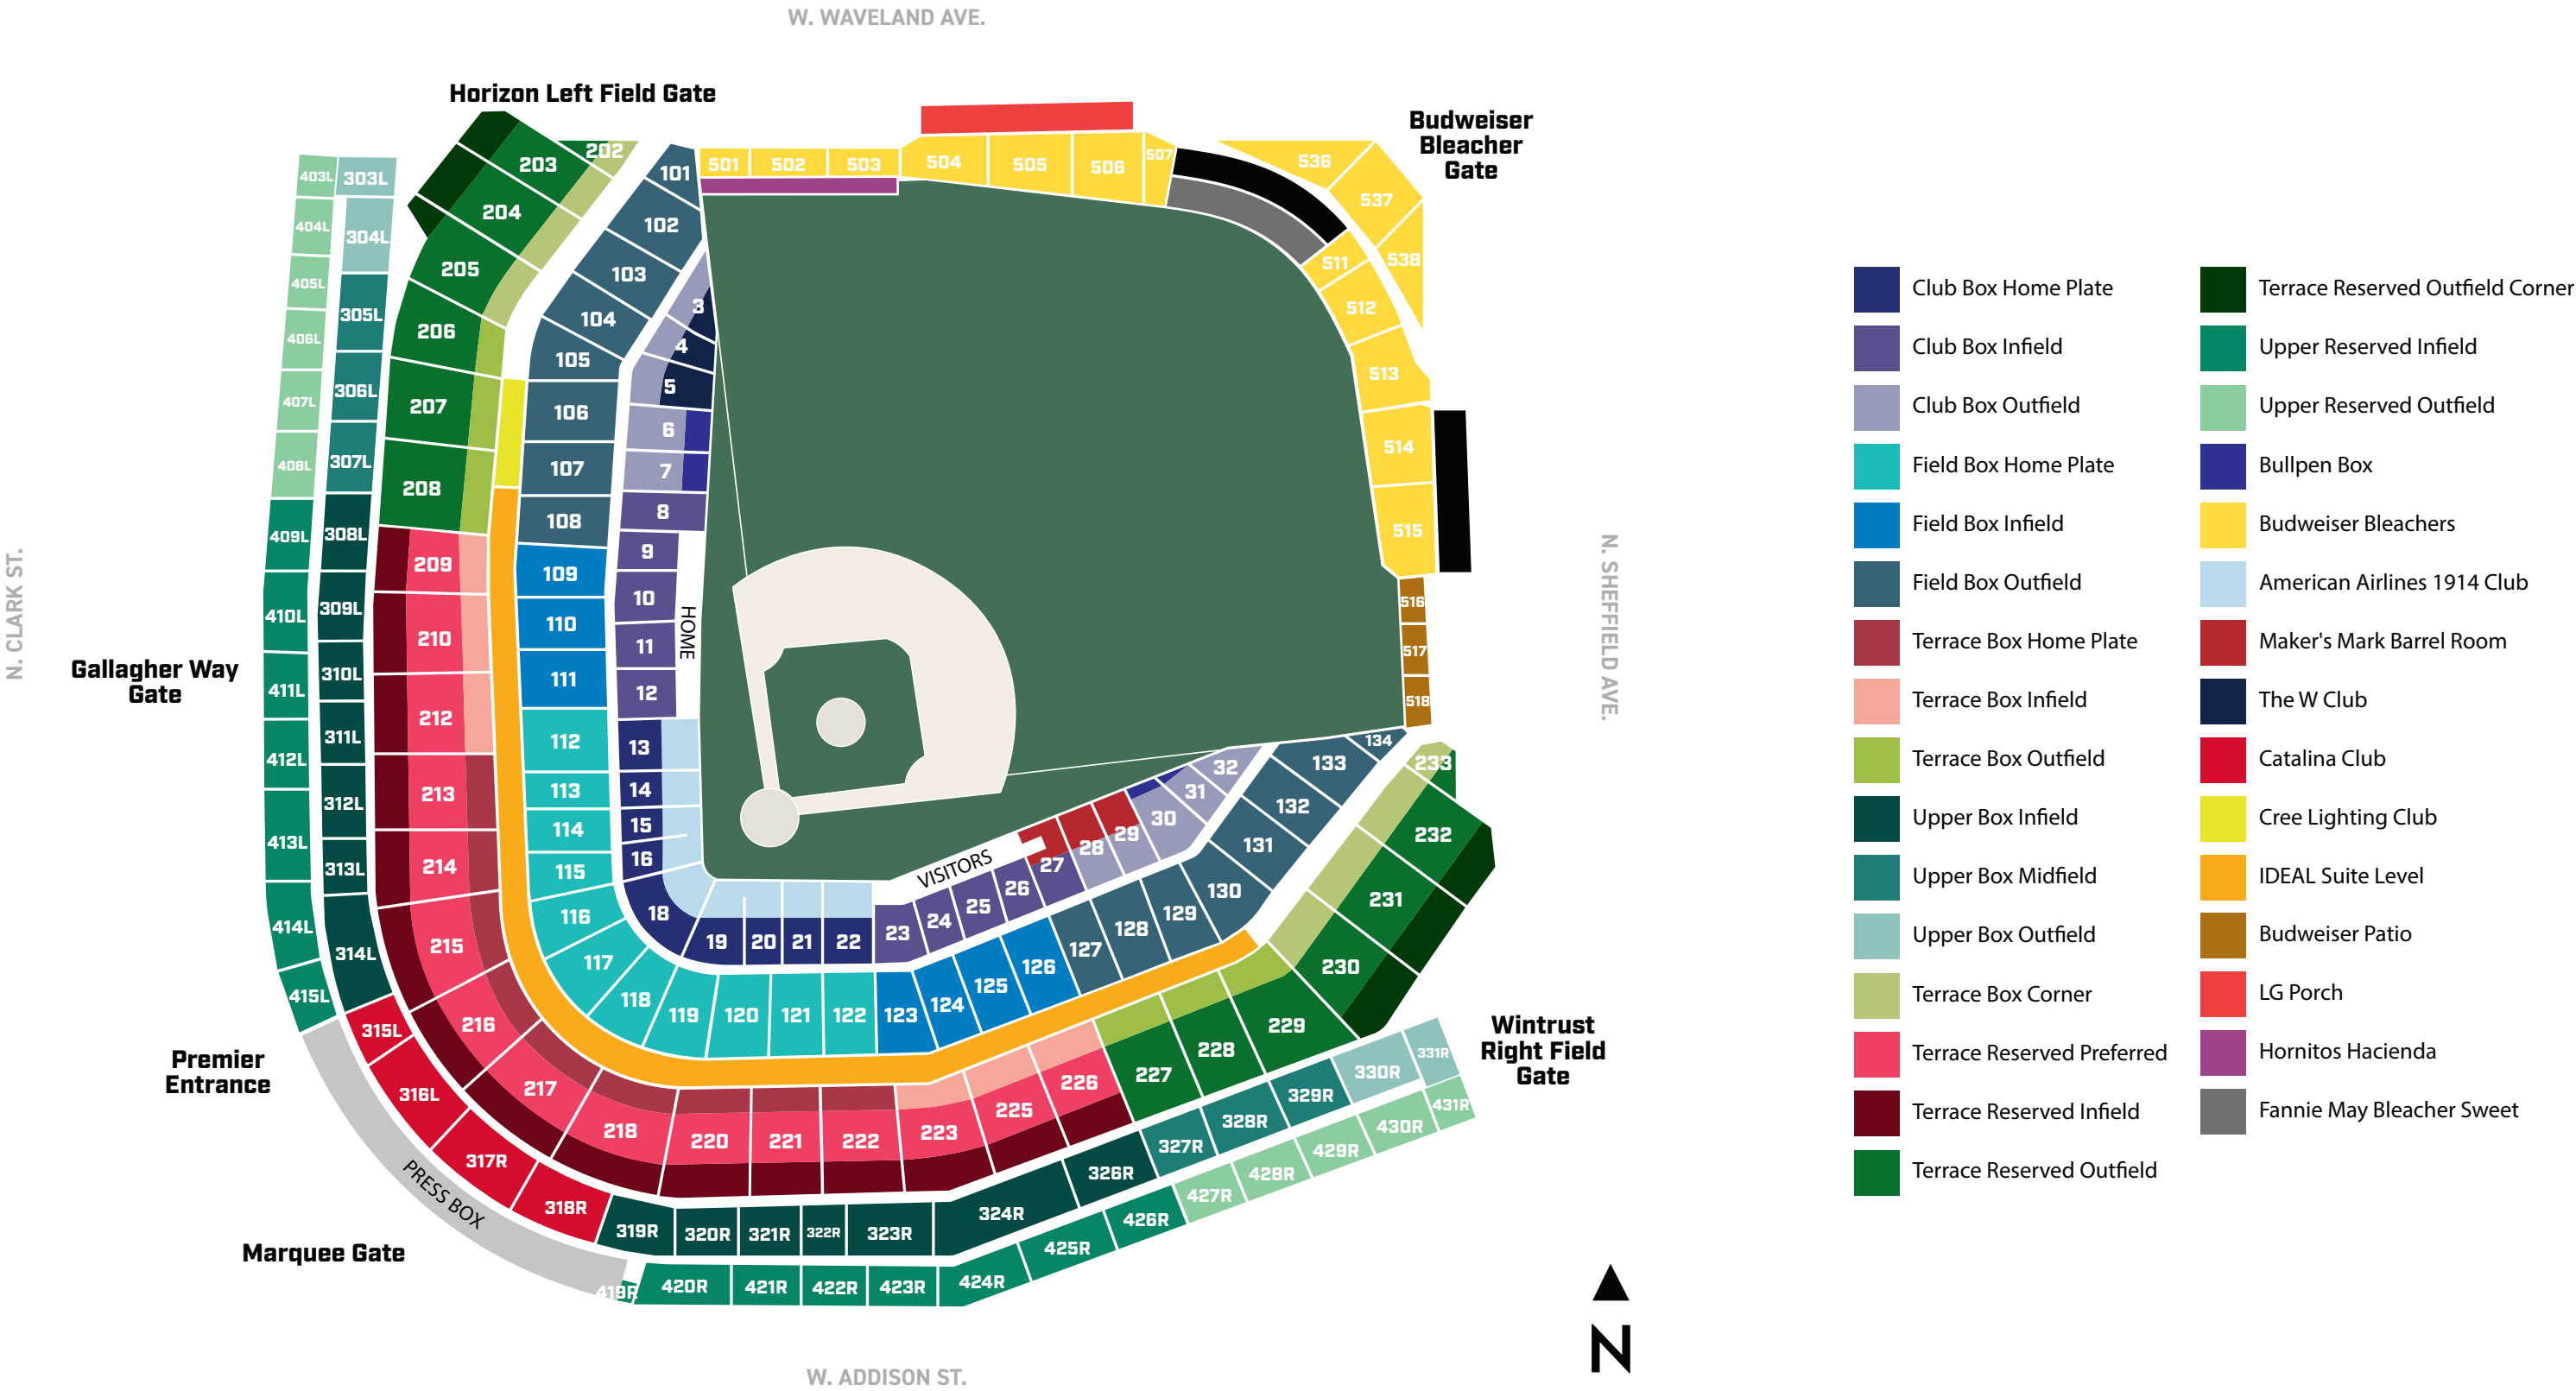 W. WAVELAND AVE.
Horizon Left Field Gate
Budweiser
Bleacher
Gate
N. CLARK ST.
Gallagher Way
Gate
Premier
Entrance
Marquee Gate
PRESS BOX
W. ADDISON ST.
N. SHEFFIELD AVE.
Wintrust
Right Field
Gate
N
HOME
VISITORS
501 502 503 504 505 506 507
536 537 538
511 512 513 514 515
516 517 518
101 102 103 104 105 106 107 108
109 110 111
112 113 114 115 116 117 118 119 120 121 122
123 124 125 126
127 128 129 130 131 132 133 134
3 4 5 6 7 8 9 10 11 12
13 14 15 16 18 19 20 21 22
23 24 25 26 27 28 29 30 31 32
202 203 204 205 206 207 208
209 210 212 213 214 215 216 217 218 220 221 222 223 225 226
227 228 229 230 231 232 233
303L 304L 305L 306L 307L 308L 309L 310L 311L 312L 313L 314L 315L 316L
317R 318R 319R 320R 321R 322R 323R 324R 326R 327R 328R 329R 330R 331R
403L 404L 405L 406L 407L 408L 409L 410L 411L 412L 413L 414L 415L
419R 420R 421R 422R 423R 424R 425R 426R 427R 428R 429R 430R 431R
Club Box Home Plate
Club Box Infield
Club Box Outfield
Field Box Home Plate
Field Box Infield
Field Box Outfield
Terrace Box Home Plate
Terrace Box Infield
Terrace Box Outfield
Upper Box Infield
Upper Box Midfield
Upper Box Outfield
Terrace Box Corner
Terrace Reserved Preferred
Terrace Reserved Infield
Terrace Reserved Outfield
Terrace Reserved Outfield Corner
Upper Reserved Infield
Upper Reserved Outfield
Bullpen Box
Budweiser Bleachers
American Airlines 1914 Club
Maker's Mark Barrel Room
The W Club
Catalina Club
Cree Lighting Club
IDEAL Suite Level
Budweiser Patio
LG Porch
Hornitos Hacienda
Fannie May Bleacher Sweet